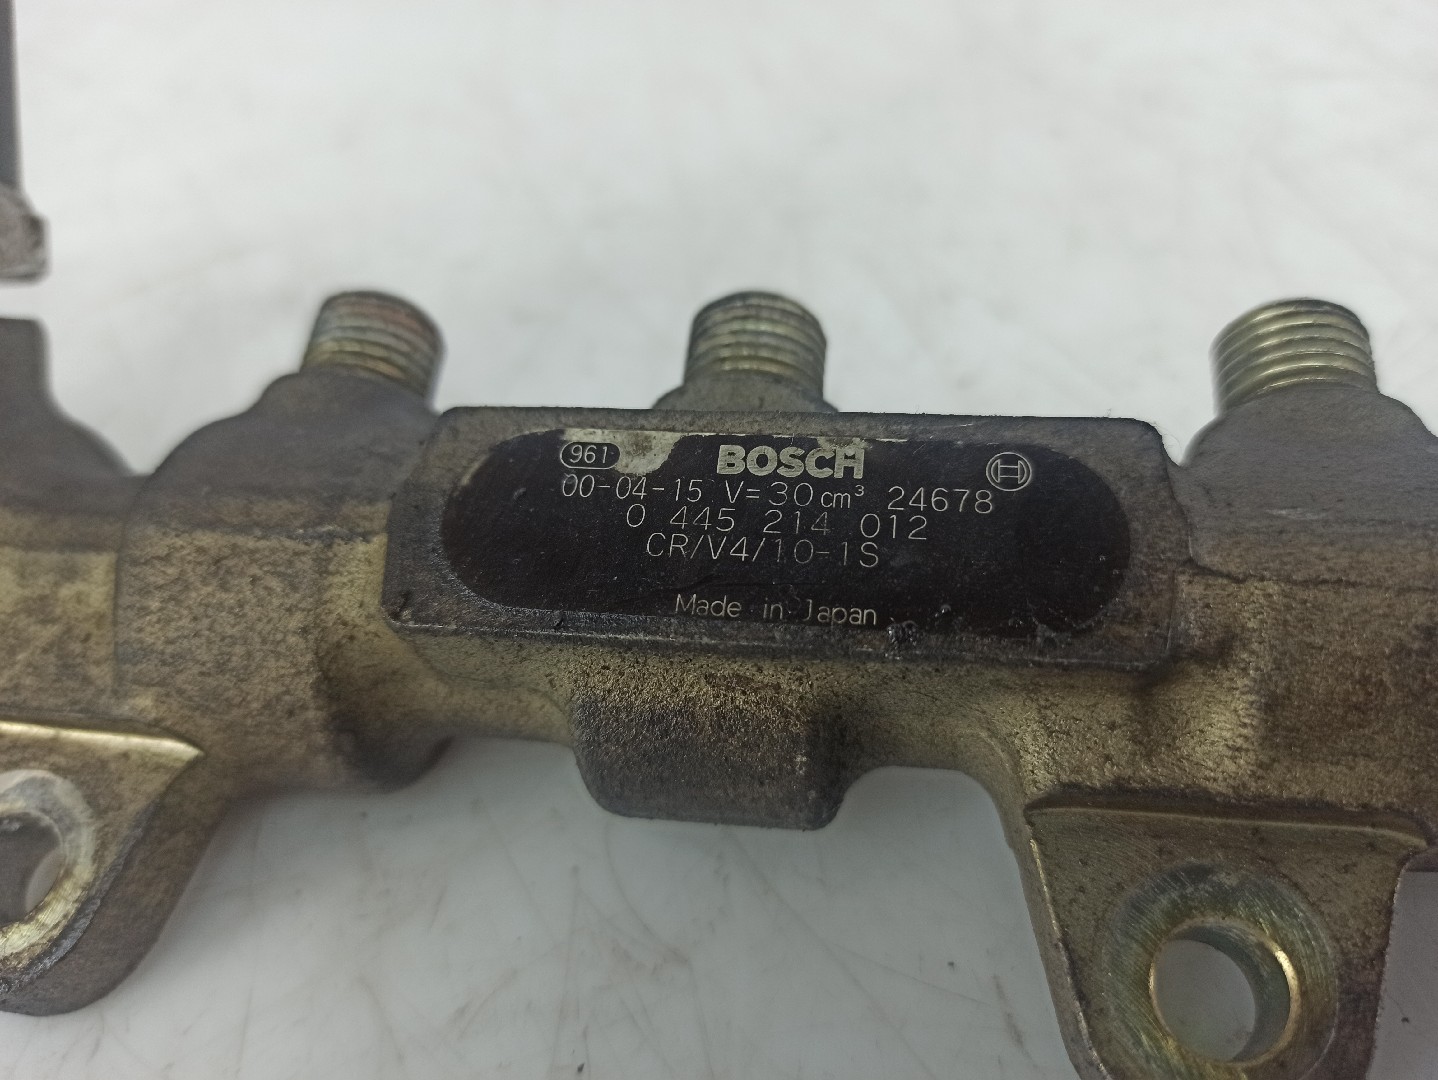 961 BOSCH
00-04-15 V=30cm³ 24678
0 445 214 012
CR/V4/10-1S
Made in Japan